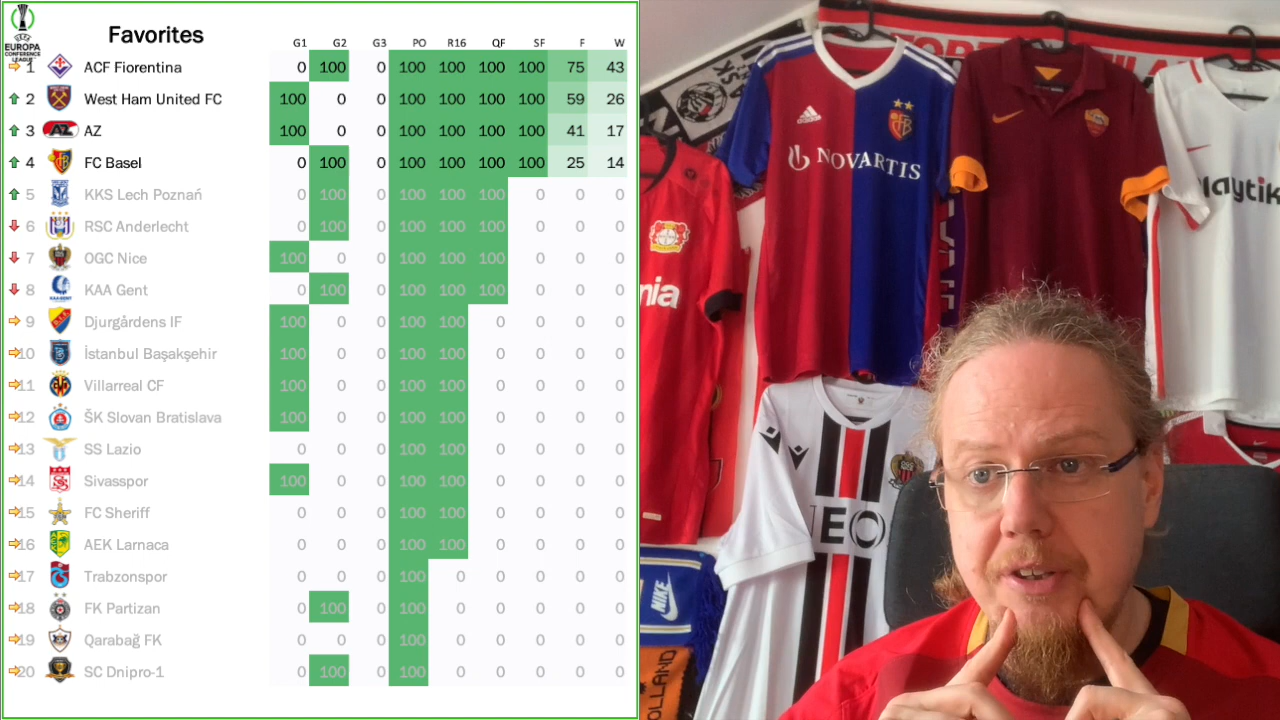 UEFA
EUROPA
CONFERENCE
LEAGUE
Favorites
G1 G2 G3 PO R16 QF SF F W
1 ACF Fiorentina 0 100 0 100 100 100 100 75 43
2 West Ham United FC 100 0 0 100 100 100 100 59 26
3 AZ 100 0 0 100 100 100 100 41 17
4 FC Basel 0 100 0 100 100 100 100 25 14
5 KKS Lech Poznań 0 100 0 100 100 100 0 0 0
6 RSC Anderlecht 0 100 0 100 100 100 0 0 0
7 OGC Nice 100 0 0 100 100 100 0 0 0
8 KAA Gent 0 100 0 100 100 100 0 0 0
9 Djurgårdens IF 100 0 0 100 100 0 0 0 0
10 İstanbul Başakşehir 100 0 0 100 100 0 0 0 0
11 Villarreal CF 100 0 0 100 100 0 0 0 0
12 ŠK Slovan Bratislava 100 0 0 100 100 0 0 0 0
13 SS Lazio 0 0 0 100 100 0 0 0 0
14 Sivasspor 100 0 0 100 100 0 0 0 0
15 FC Sheriff 0 0 0 100 100 0 0 0 0
16 AEK Larnaca 0 0 0 100 100 0 0 0 0
17 Trabzonspor 0 0 0 100 0 0 0 0 0
18 FK Partizan 0 100 0 100 0 0 0 0 0
19 Qarabağ FK 0 0 0 100 0 0 0 0 0
20 SC Dnipro-1 0 100 0 100 0 0 0 0 0
adidas
NOVARTIS
playtik
nia
INEO
NIKE
HOLLAND